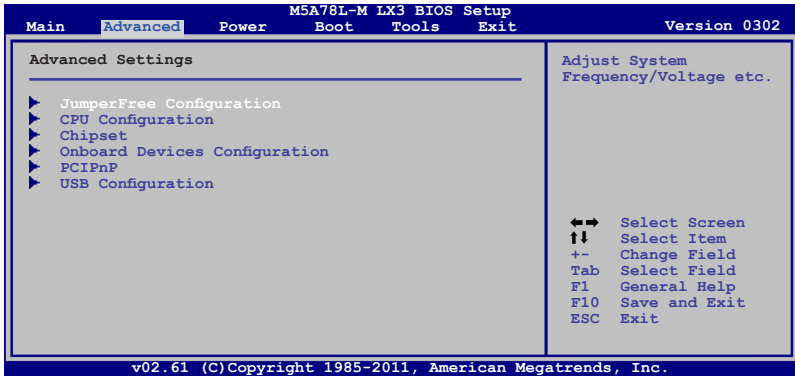 M5A78L-M LX3 BIOS Setup
Main Advanced Power Boot Tools Exit Version 0302
Advanced Settings
JumperFree Configuration
CPU Configuration
Chipset
Onboard Devices Configuration
PCIPnP
USB Configuration
Adjust System
Frequency/Voltage etc.
Select Screen
Select Item
+- Change Field
Tab Select Field
F1 General Help
F10 Save and Exit
ESC Exit
v02.61 (C)Copyright 1985-2011, American Megatrends, Inc.